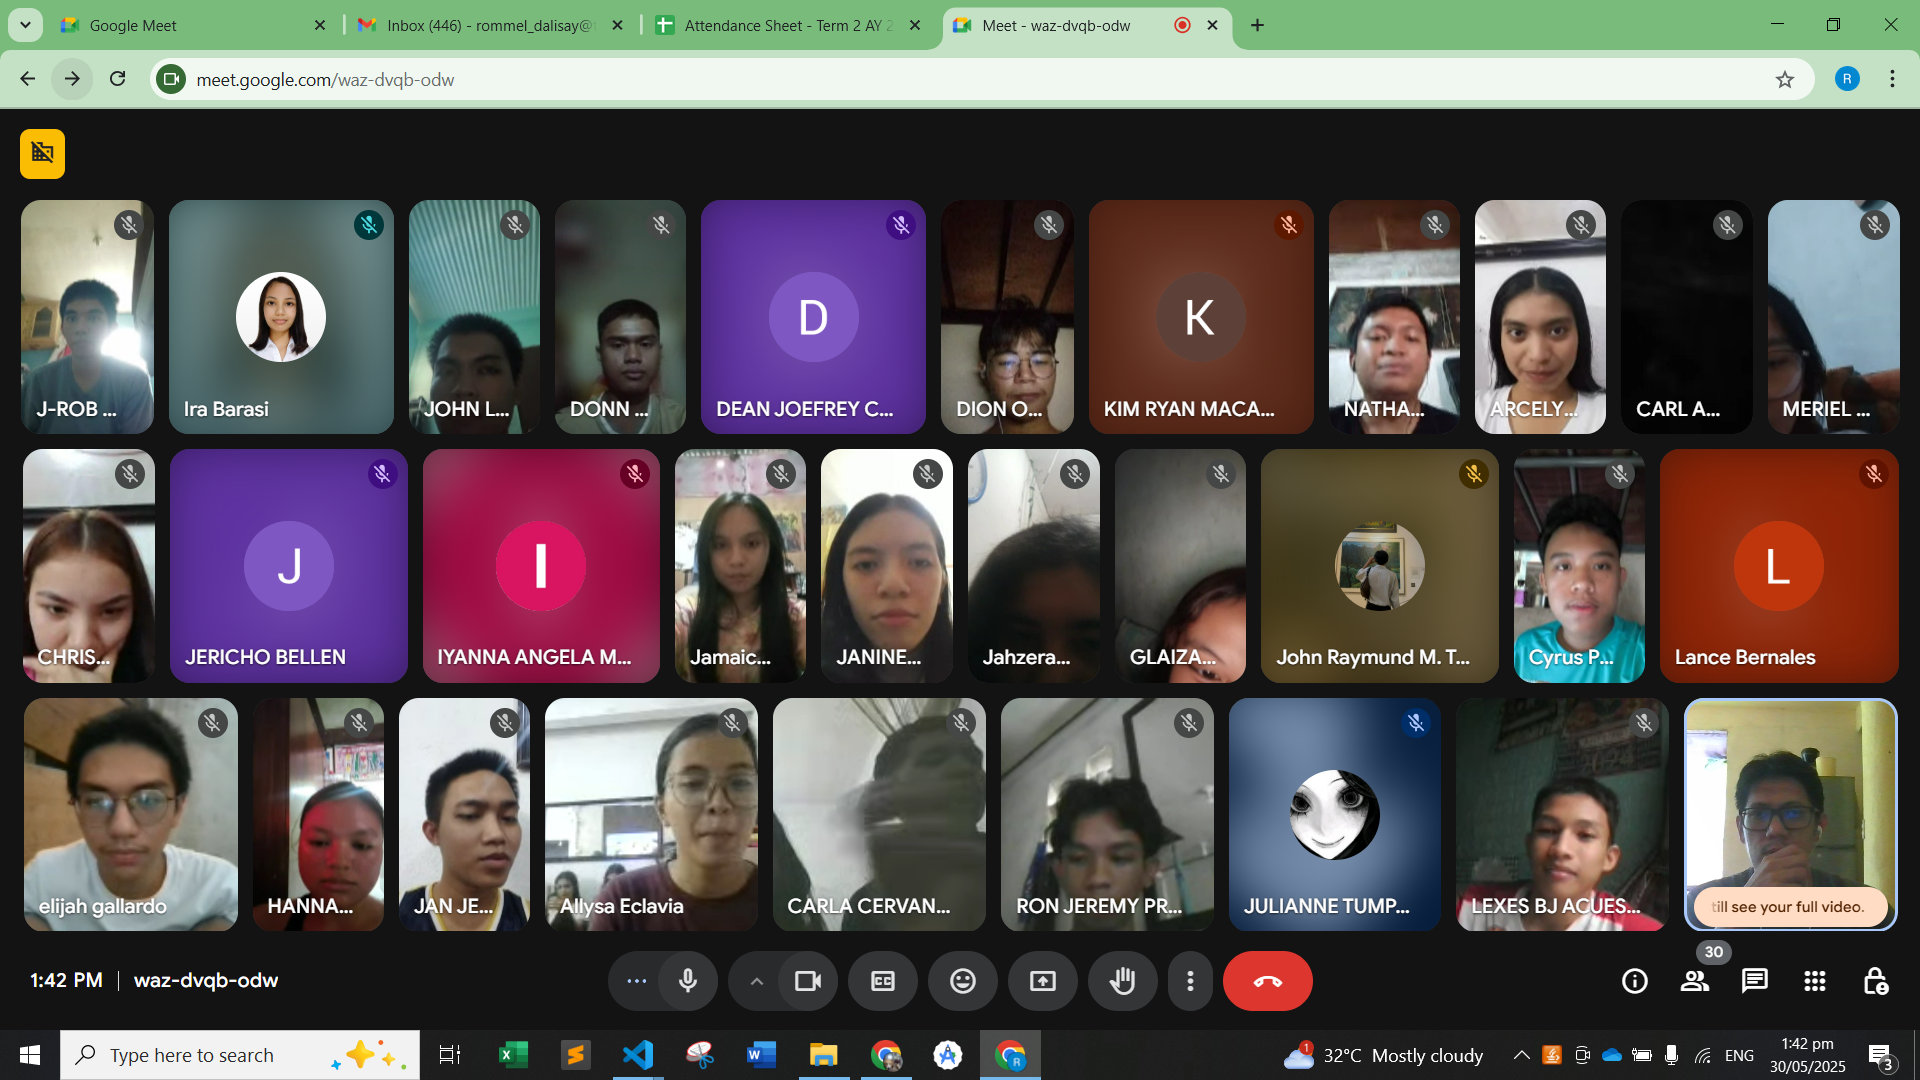 Google Meet
Inbox (446) - rommel_dalisay@
Attendance Sheet - Term 2 AY 2
Meet - waz-dvqb-odw
meet.google.com/waz-dvqb-odw
R
J-ROB ...
Ira Barasi
JOHN L...
DONN ...
D
DEAN JOEFREY C...
DION O...
K
KIM RYAN MACA...
NATHA...
ARCELY...
CARL A...
MERIEL ...
CHRIS...
J
JERICHO BELLEN
I
IYANNA ANGELA M...
Jamaic...
JANINE...
Jahzera...
GLAIZA...
John Raymund M. T...
Cyrus P...
L
Lance Bernales
elijah gallardo
HANNA...
JAN JE...
Allysa Eclavia
CARLA CERVAN...
RON JEREMY PR...
JULIANNE TUMP...
LEXES BJ ACUES...
till see your full video.
1:42 PM | waz-dvqb-odw
CC
30
Type here to search
1
32°C Mostly cloudy
ENG
1:42 pm
30/05/2025
3